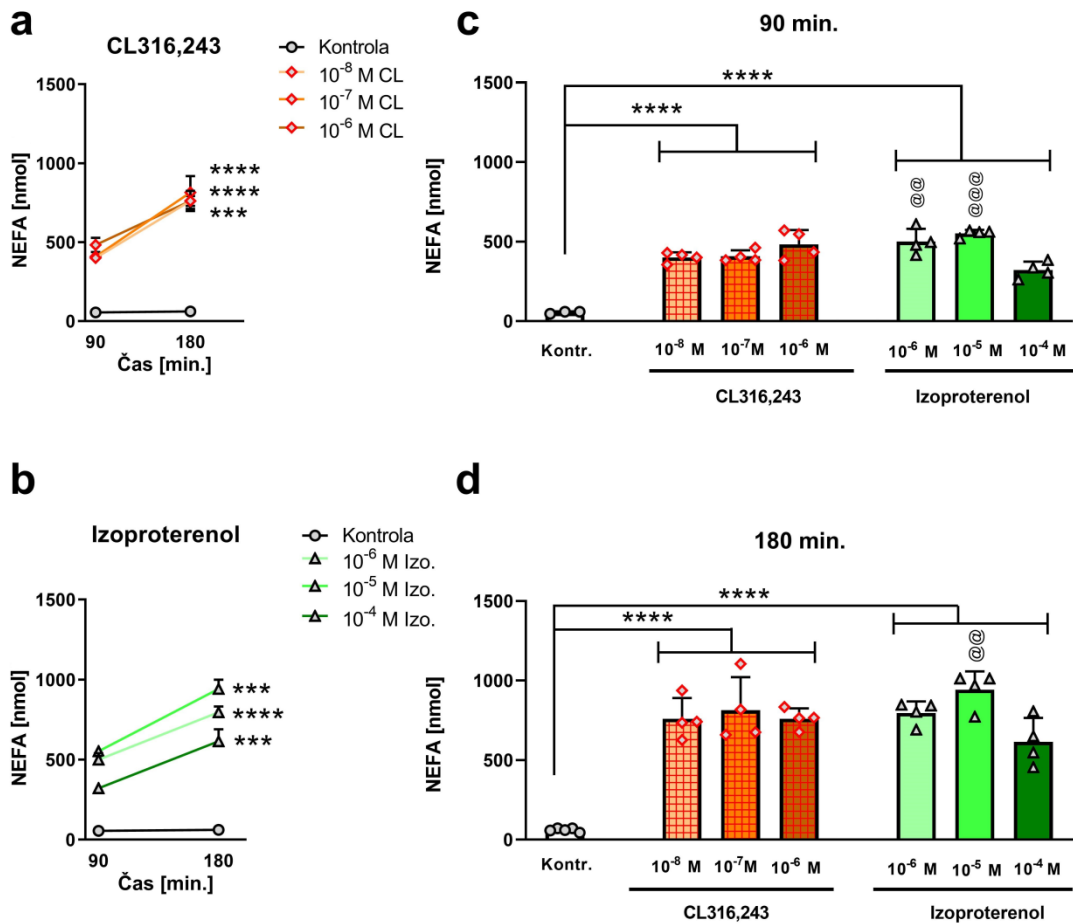 a
CL316,243
Kontrola
10⁻⁸ M CL
10⁻⁷ M CL
10⁻⁶ M CL
1500
1000
500
0
NEFA [nmol]
****
****
***
90 180
Čas [min.]
c
90 min.
1500
1000
500
0
NEFA [nmol]
****
****
@@
@@@
Kontr.
10⁻⁸ M 10⁻⁷M 10⁻⁶ M
10⁻⁶ M 10⁻⁵ M 10⁻⁴ M
CL316,243
Izoproterenol
b
Izoproterenol
Kontrola
10⁻⁶ M Izo.
10⁻⁵ M Izo.
10⁻⁴ M Izo.
1500
1000
500
0
NEFA [nmol]
***
****
***
90 180
Čas [min.]
d
180 min.
1500
1000
500
0
NEFA [nmol]
****
****
@@
Kontr.
10⁻⁸ M 10⁻⁷M 10⁻⁶ M
10⁻⁶ M 10⁻⁵ M 10⁻⁴ M
CL316,243
Izoproterenol